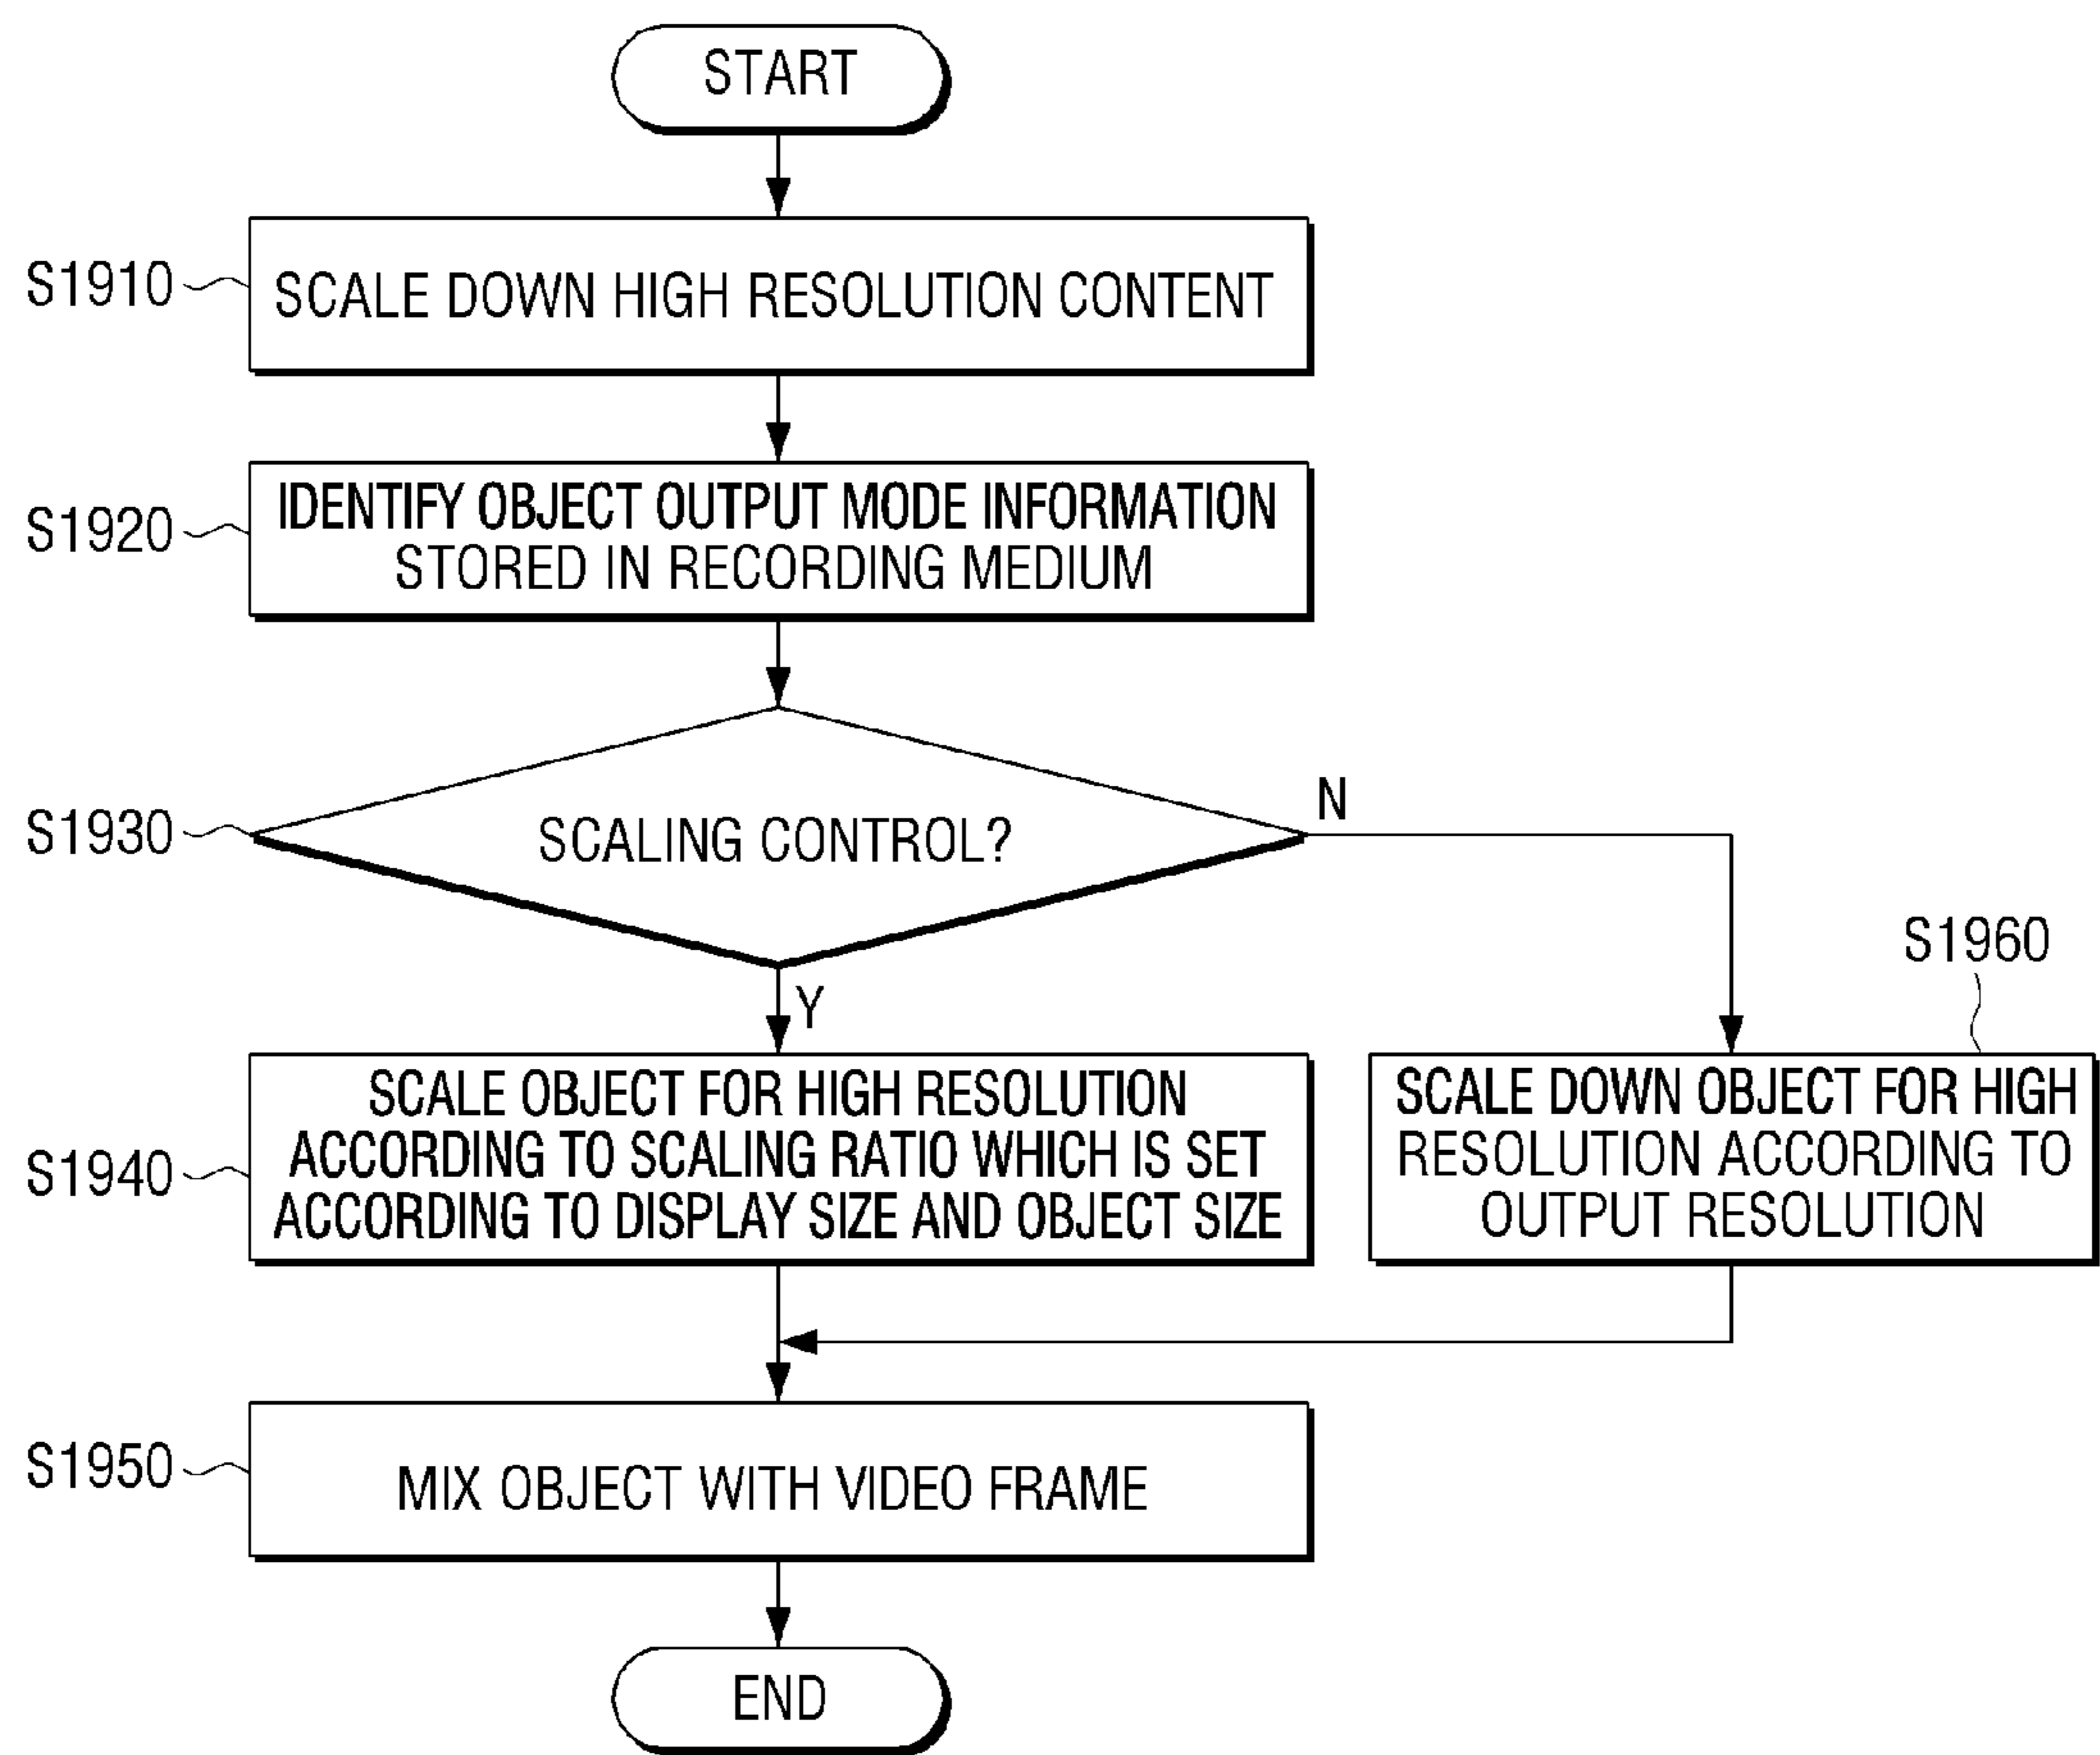 START
S1910
SCALE DOWN HIGH RESOLUTION CONTENT
S1920
IDENTIFY OBJECT OUTPUT MODE INFORMATION
STORED IN RECORDING MEDIUM
S1930
SCALING CONTROL?
N
Y
S1940
SCALE OBJECT FOR HIGH RESOLUTION
ACCORDING TO SCALING RATIO WHICH IS SET
ACCORDING TO DISPLAY SIZE AND OBJECT SIZE
S1960
SCALE DOWN OBJECT FOR HIGH
RESOLUTION ACCORDING TO
OUTPUT RESOLUTION
S1950
MIX OBJECT WITH VIDEO FRAME
END